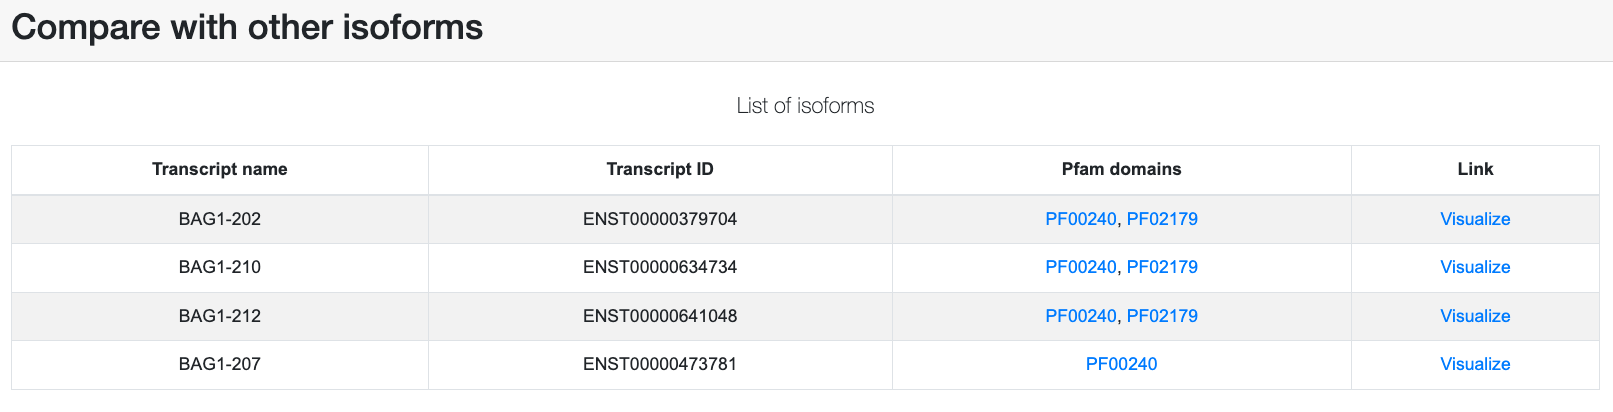 Compare with other isoforms
List of isoforms
Transcript name Transcript ID Pfam domains Link
BAG1-202 ENST00000379704 PF00240, PF02179 Visualize
BAG1-210 ENST00000634734 PF00240, PF02179 Visualize
BAG1-212 ENST00000641048 PF00240, PF02179 Visualize
BAG1-207 ENST00000473781 PF00240 Visualize